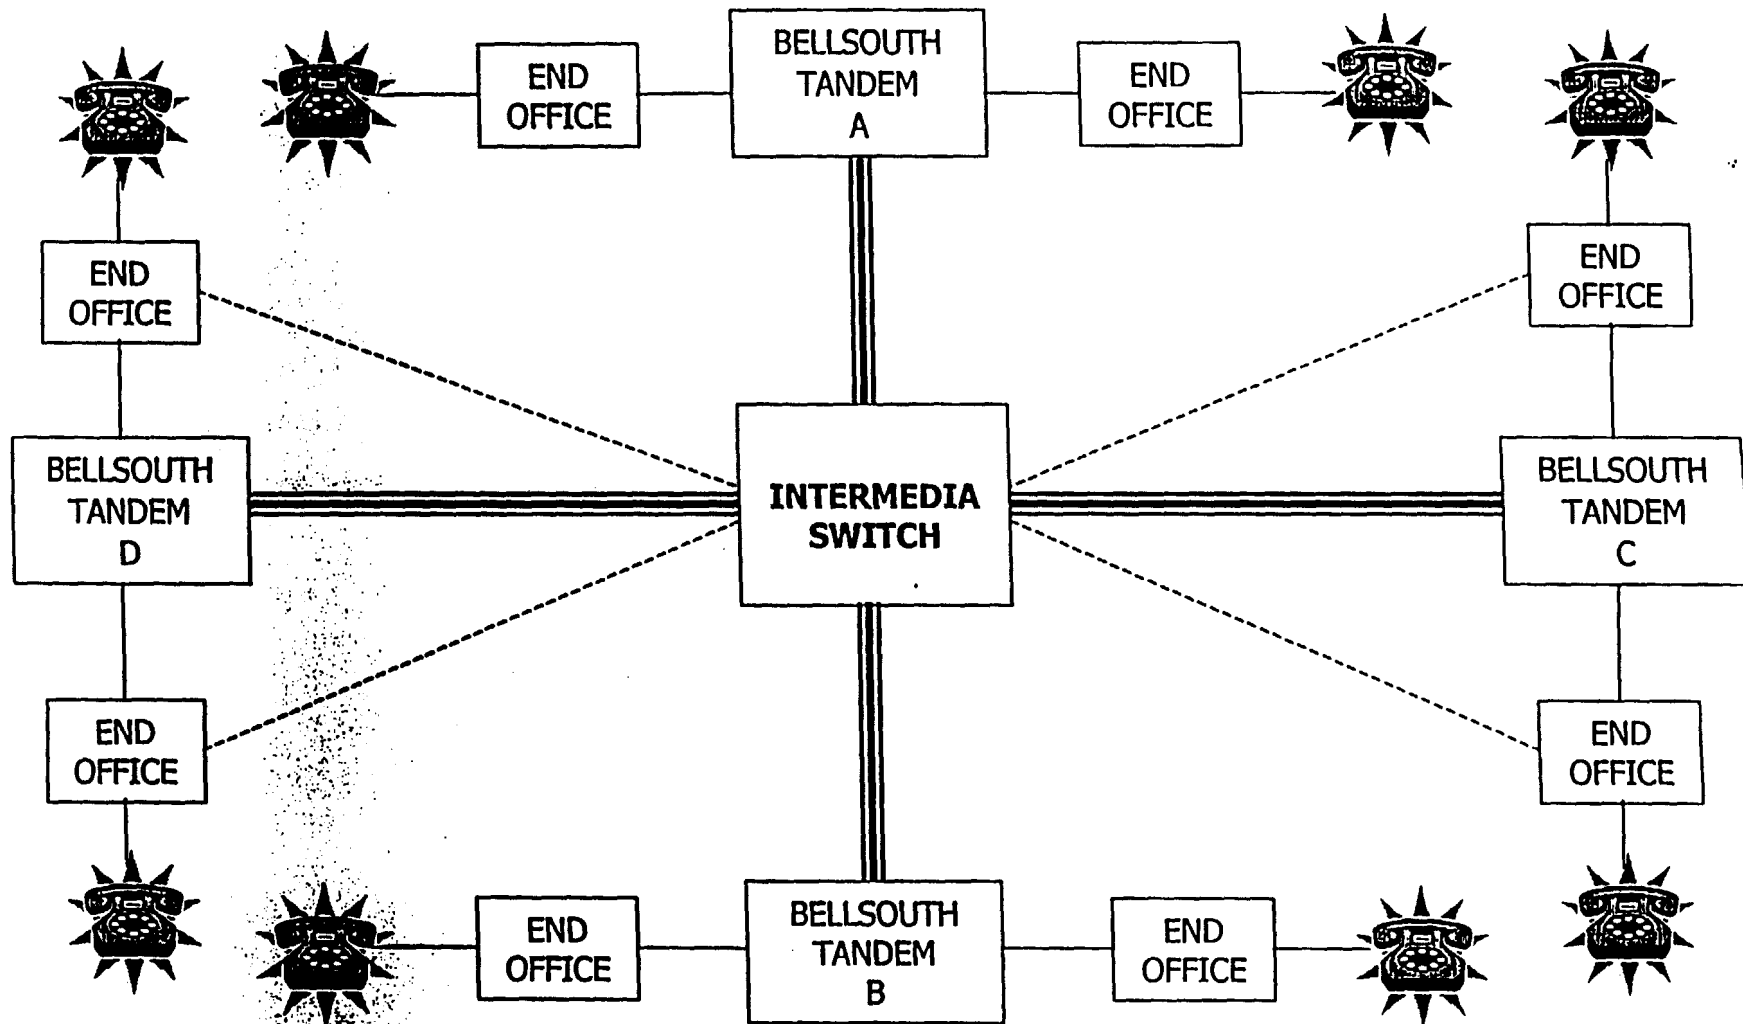 BELLSOUTH
TANDEM
A
END
OFFICE
END
OFFICE
END
OFFICE
END
OFFICE
BELLSOUTH
TANDEM
D
INTERMEDIA
SWITCH
BELLSOUTH
TANDEM
C
END
OFFICE
END
OFFICE
END
OFFICE
BELLSOUTH
TANDEM
B
END
OFFICE